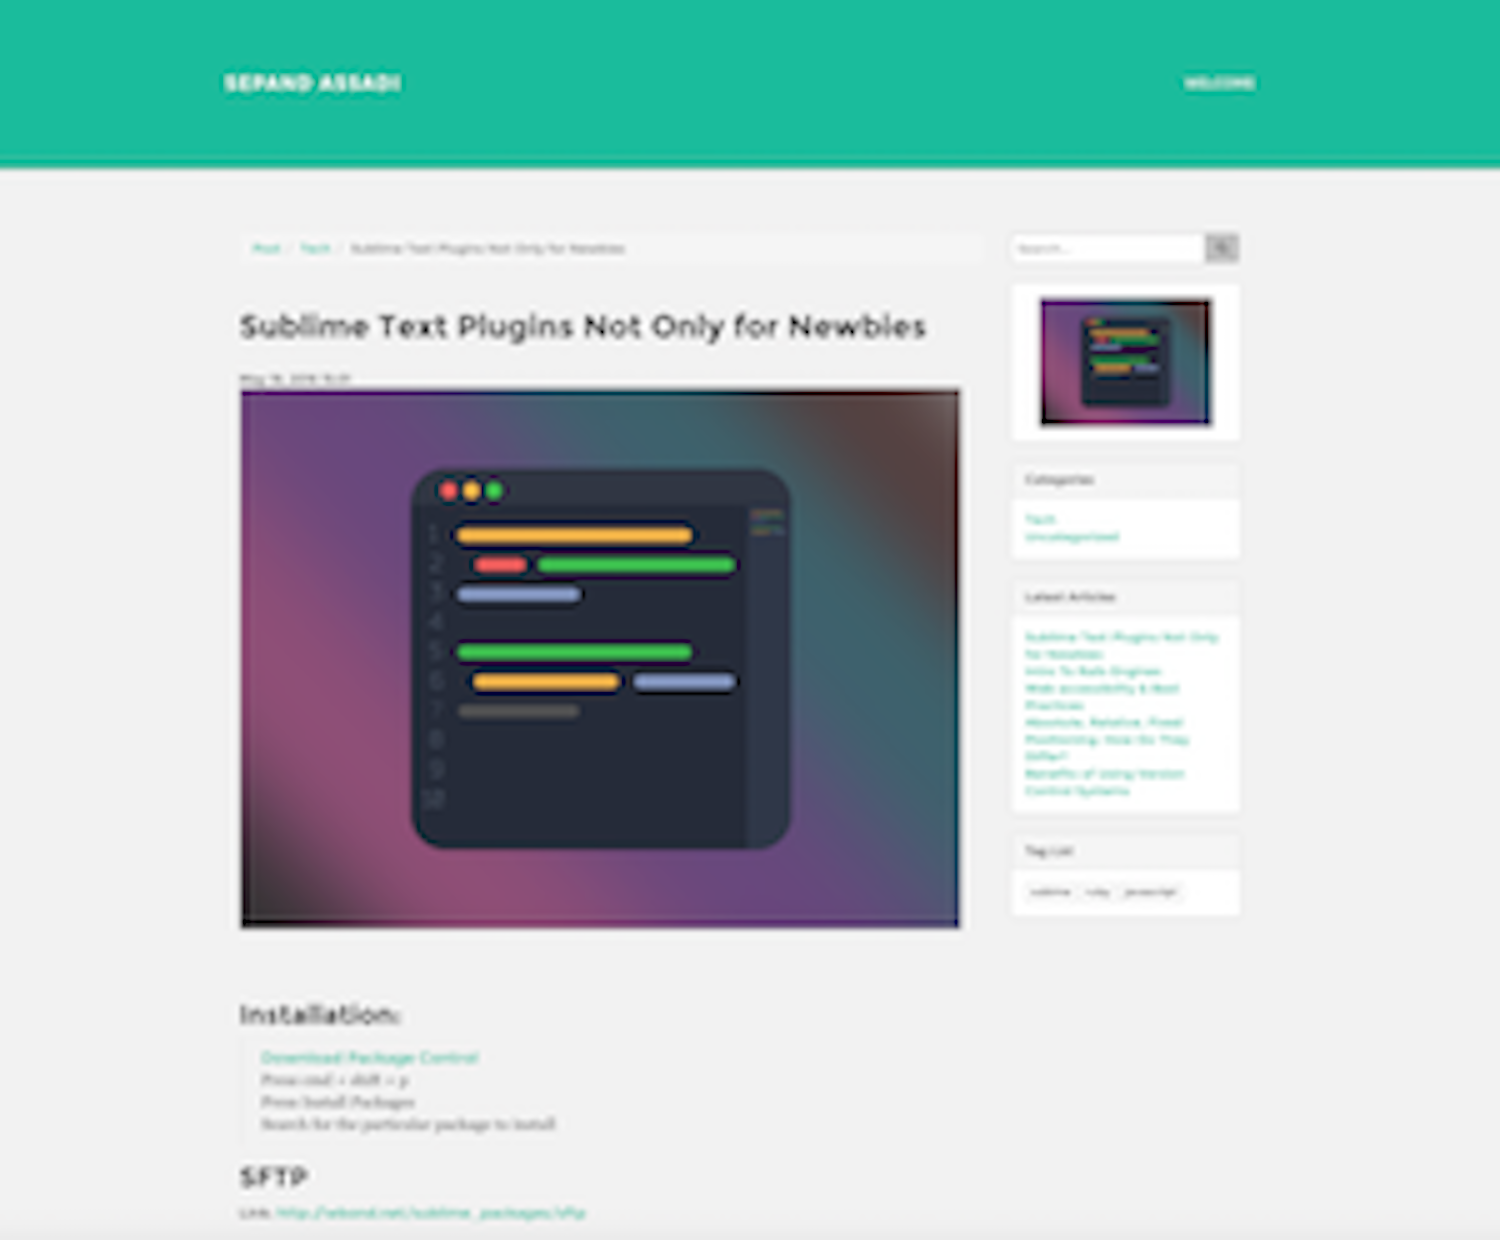 SEPAND ASSADI
WELCOME
Post / Tech / Sublime Text Plugins Not Only for Newbies
Search...
Sublime Text Plugins Not Only for Newbies
1
2
3
4
5
6
7
8
9
10
Categories
Tech
Uncategorized
Latest Articles
Sublime Text Plugins Not Only
for Newbies
Intro To Rails Engines
Web accessibility & Best
Practices
Absolute, Relative, Fixed
Positioning: How Do They
Differ?
Benefits of Using Version
Control Systems
Tag List
sublime ruby javascript
Installation:
Download Package Control
Press cmd + shift + p
Press Install Packages
Search for the particular package to install
SFTP
Link: http://wbond.net/sublime_packages/sftp